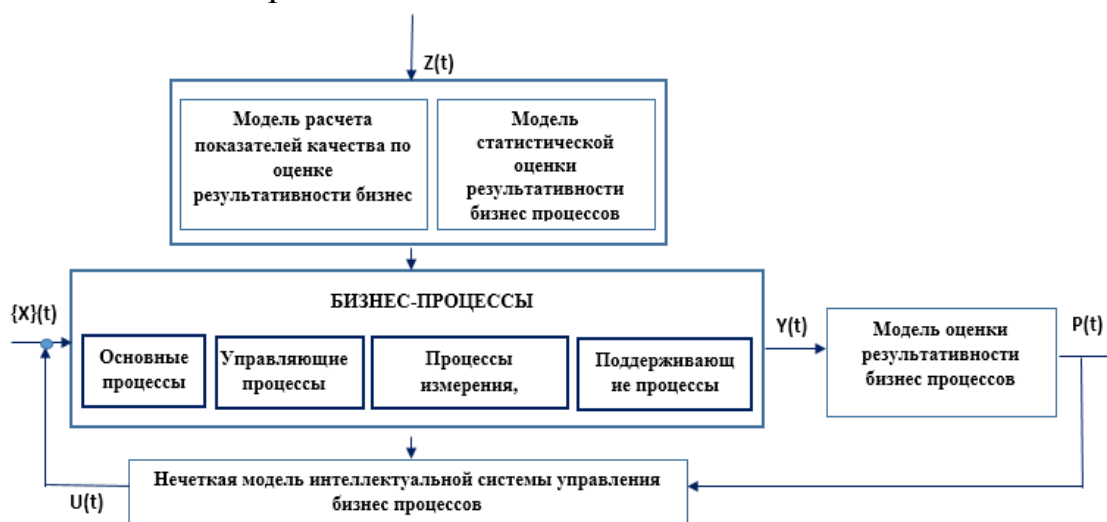 Z(t)
Модель расчета
показателей качества по
оценке
результативности бизнес
Модель
статистической
оценки
результативности
бизнес процессов
{X}(t)
БИЗНЕС-ПРОЦЕССЫ
Основные
процессы
Управляющие
процессы
Процессы
измерения,
Поддерживающ
ие процессы
Y(t)
Модель оценки
результативности
бизнес процессов
P(t)
U(t)
Нечеткая модель интеллектуальной системы управления
бизнес процессов